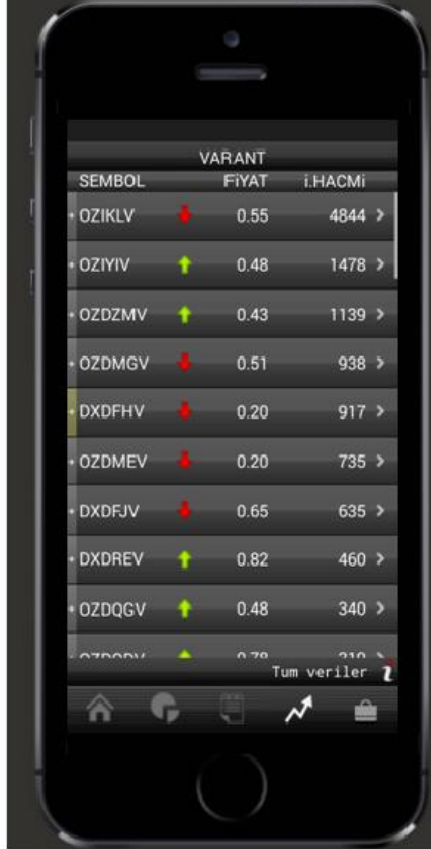 VARANT
SEMBOL FiYAT i.HACMi
OZIKLV 0.55 4844
OZIYIV 0.48 1478
OZDZMV 0.43 1139
OZDMGV 0.51 938
DXDFHV 0.20 917
OZDMEV 0.20 735
DXDFJV 0.65 635
DXDREV 0.82 460
OZDQGV 0.48 340
Tum veriler